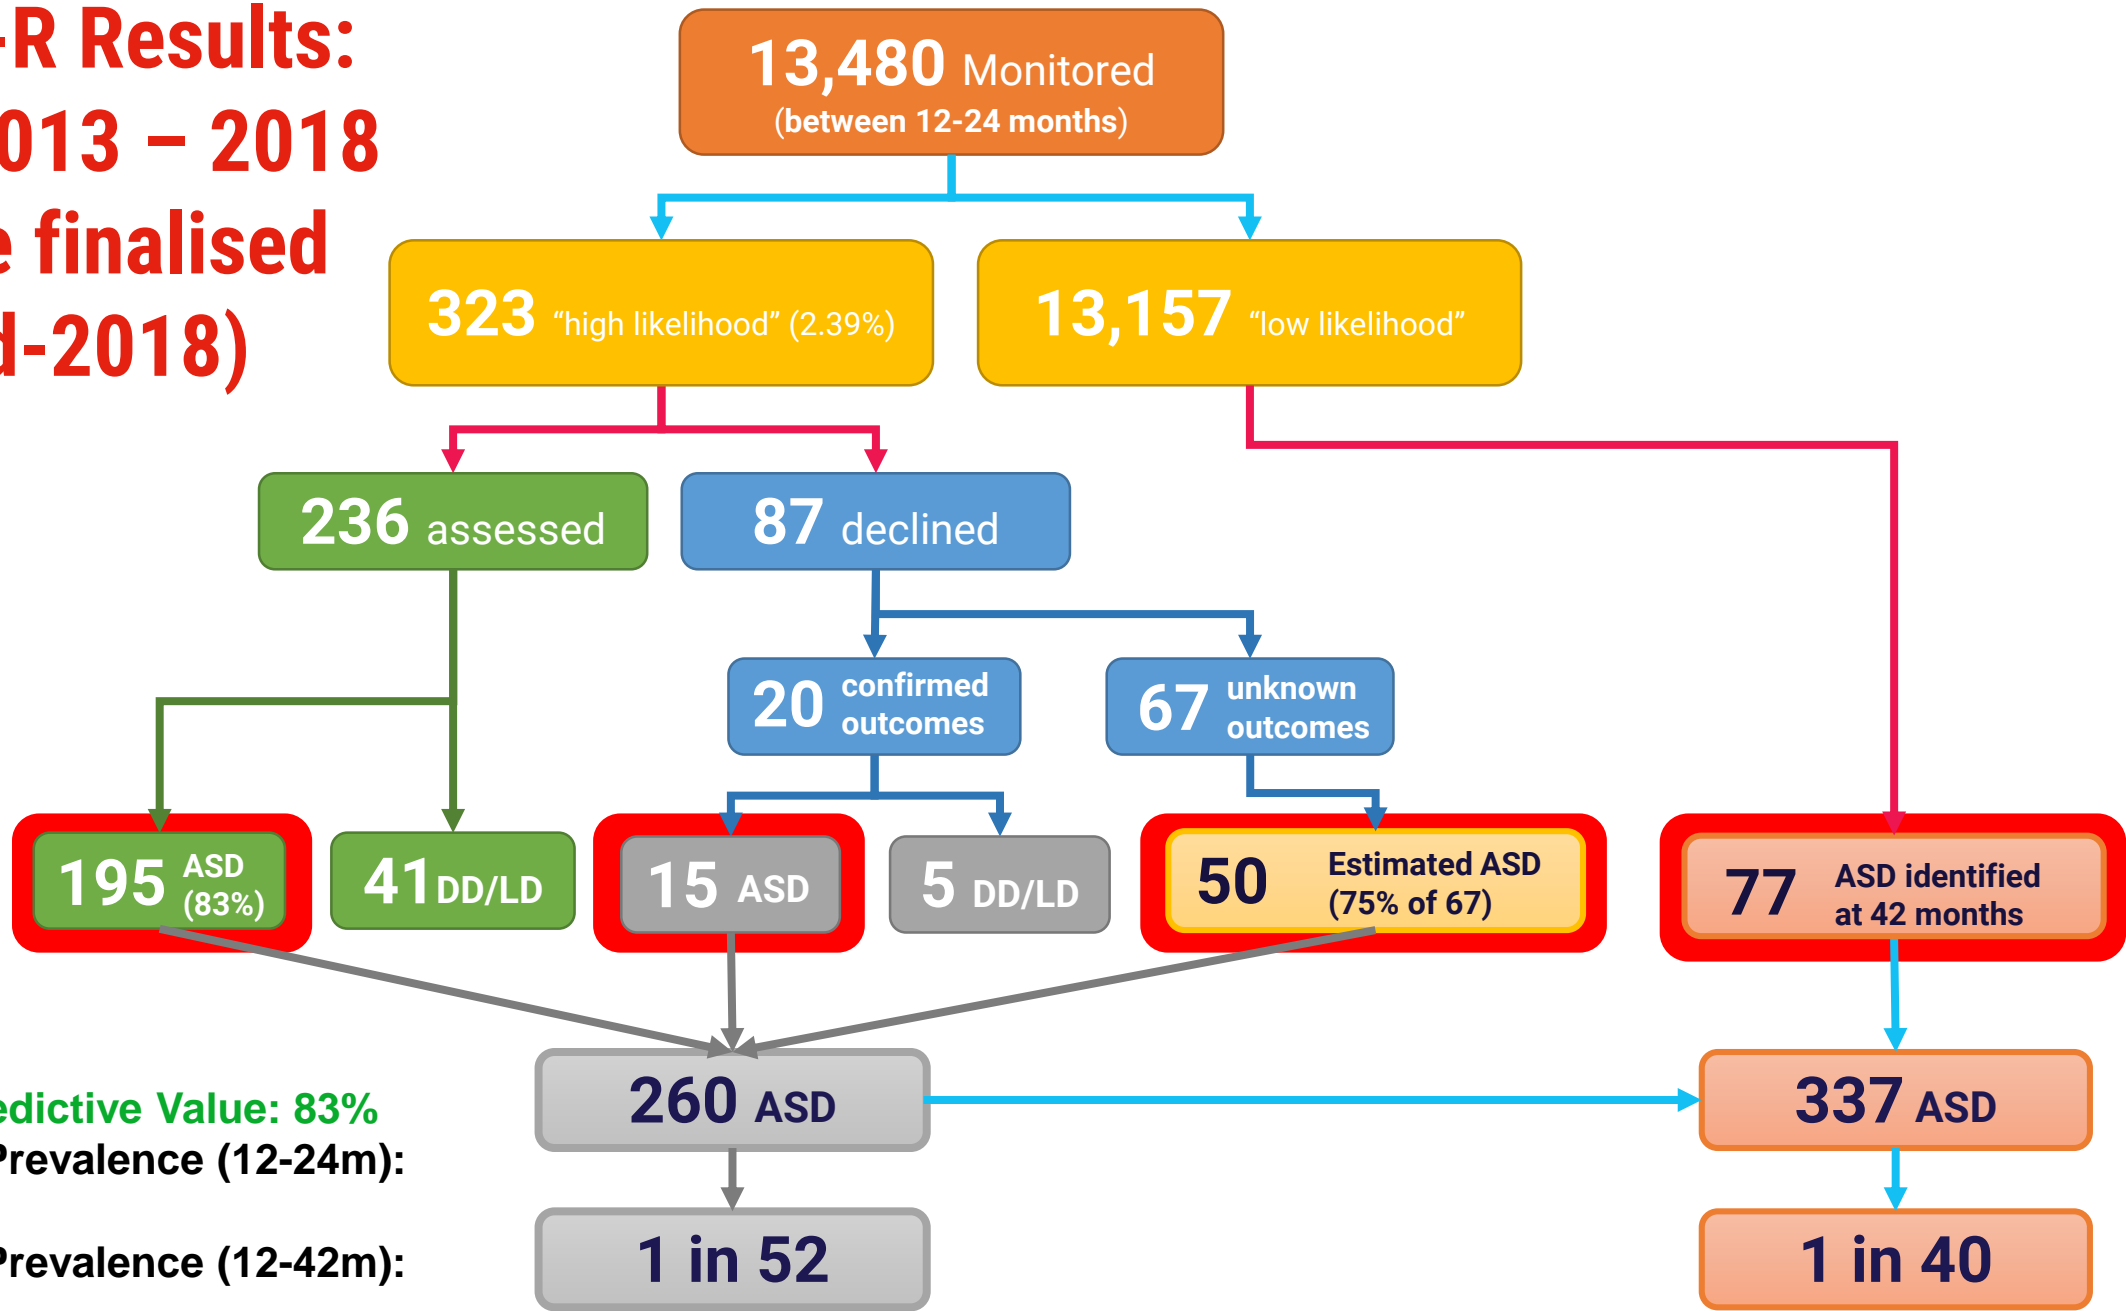 -R Results:
013 – 2018
e finalised
d-2018)
13,480 Monitored
(between 12-24 months)
323 “high likelihood” (2.39%)
13,157 “low likelihood”
236 assessed
87 declined
20 confirmed
outcomes
67 unknown
outcomes
195 ASD
(83%)
41 DD/LD
15 ASD
5 DD/LD
50 Estimated ASD
(75% of 67)
77 ASD identified
at 42 months
260 ASD
337 ASD
edictive Value: 83%
Prevalence (12-24m):
Prevalence (12-42m):
1 in 52
1 in 40